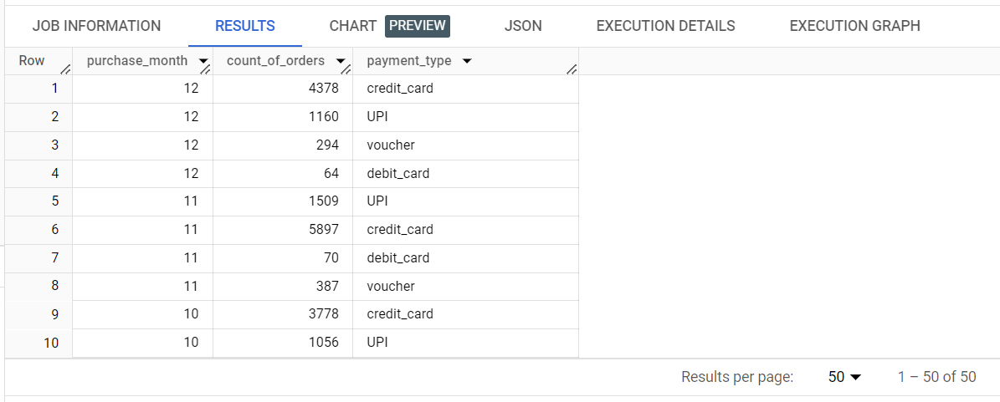 JOB INFORMATION RESULTS CHART PREVIEW JSON EXECUTION DETAILS EXECUTION GRAPH
Row purchase_month count_of_orders payment_type
1 12 4378 credit_card
2 12 1160 UPI
3 12 294 voucher
4 12 64 debit_card
5 11 1509 UPI
6 11 5897 credit_card
7 11 70 debit_card
8 11 387 voucher
9 10 3778 credit_card
10 10 1056 UPI
Results per page: 50 1 – 50 of 50